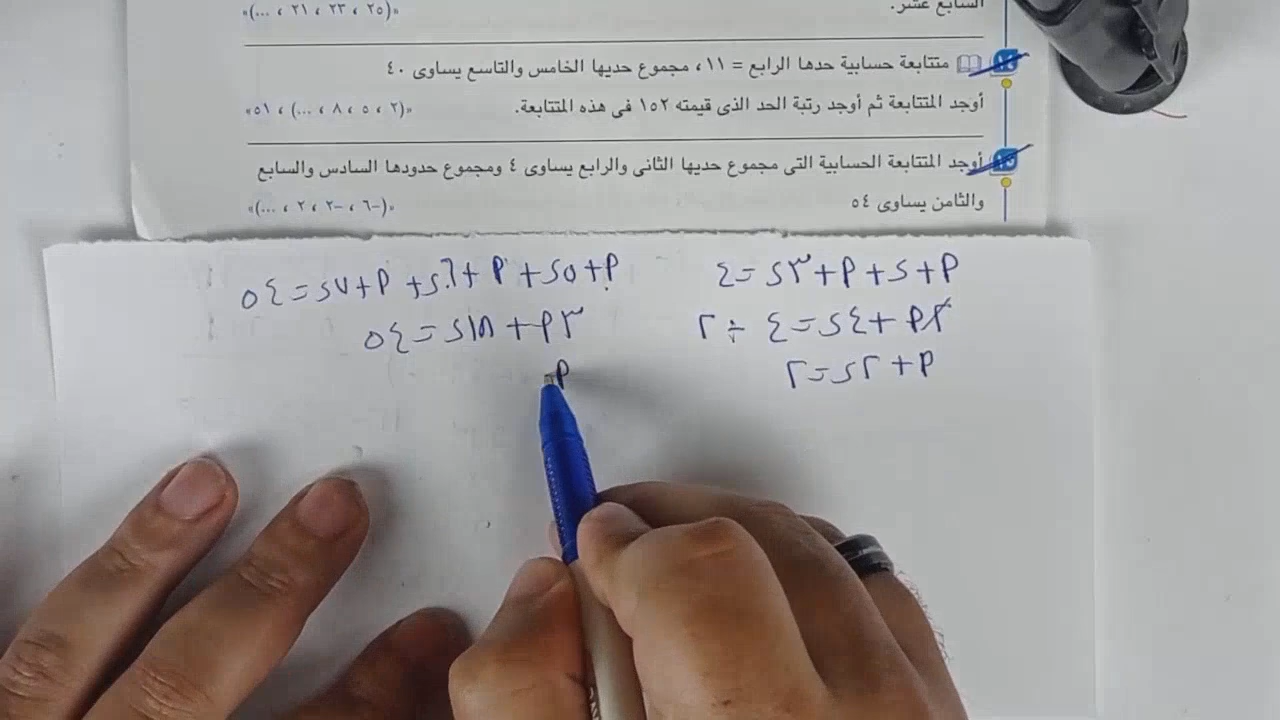 السابع عشر.
«(٢٥ ، ٢٣ ، ٢١ ، ...)»
متتابعة حسابية حدها الرابع = ١١، مجموع حديها الخامس والتاسع يساوى ٤٠
أوجد المتتابعة ثم أوجد رتبة الحد الذى قيمته ١٥٢ فى هذه المتتابعة.
«(٢ ، ٥ ، ٨ ، ...) ، ٥١»
أوجد المتتابعة الحسابية التى مجموع حديها الثانى والرابع يساوى ٤ ومجموع حدودها السادس والسابع
والثامن يساوى ٥٤
«(-٦ ، -٢ ، ٢ ، ...)»
أ + د + أ + ٣د = ٤
٢أ + ٤د = ٤ ÷ ٢
أ + ٢د = ٢
أ + ٥د + أ + ٦د + أ + ٧د = ٥٤
٣أ + ١٨د = ٥٤
أ